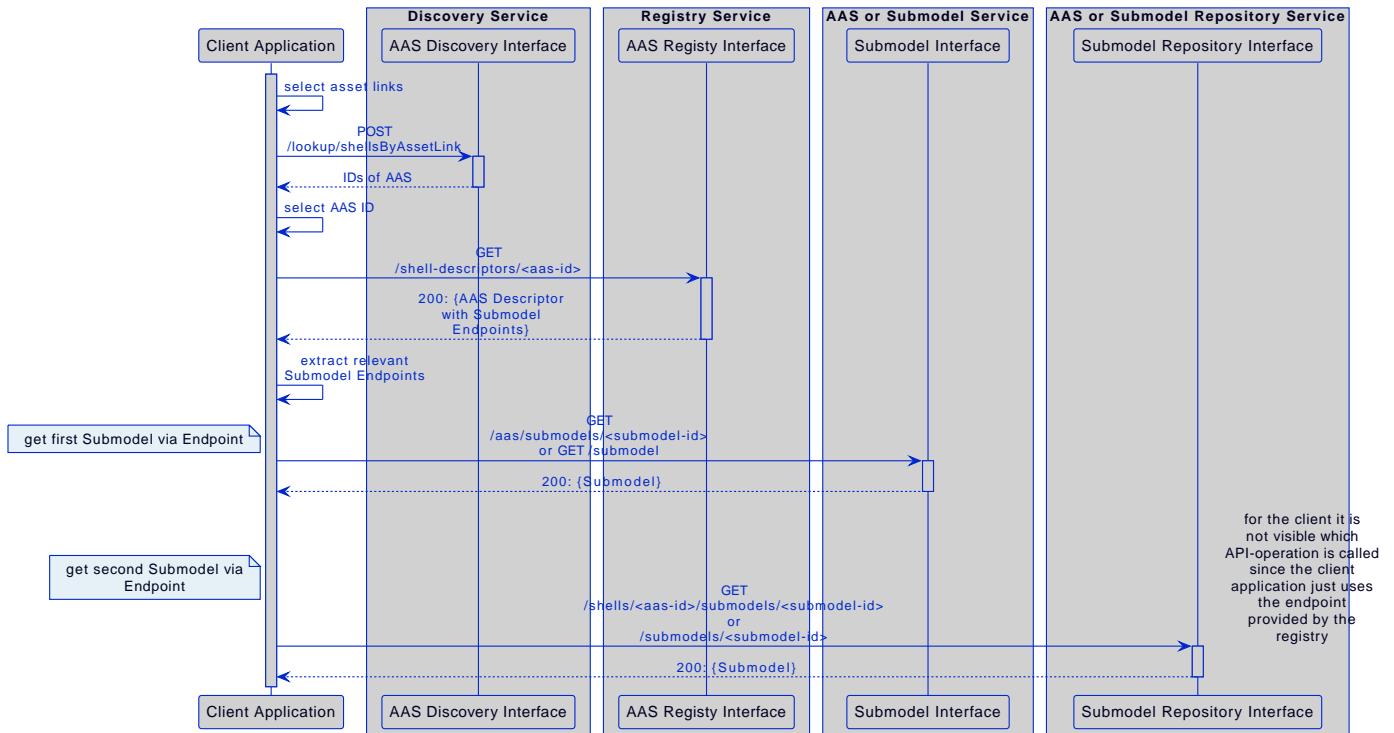 Discovery Service
Registry Service
AAS or Submodel Service
AAS or Submodel Repository Service
Client Application
AAS Discovery Interface
AAS Registy Interface
Submodel Interface
Submodel Repository Interface
select asset links
POST
/lookup/shellsByAssetLink
IDs of AAS
select AAS ID
GET
/shell-descriptors/<aas-id>
200: {AAS Descriptor
with Submodel
Endpoints}
extract relevant
Submodel Endpoints
get first Submodel via Endpoint
GET
/aas/submodels/<submodel-id>
or GET /submodel
200: {Submodel}
for the client it is
not visible which
API-operation is called
since the client
application just uses
the endpoint
provided by the
registry
get second Submodel via
Endpoint
GET
/shells/<aas-id>/submodels/<submodel-id>
or
/submodels/<submodel-id>
200: {Submodel}
Client Application
AAS Discovery Interface
AAS Registy Interface
Submodel Interface
Submodel Repository Interface